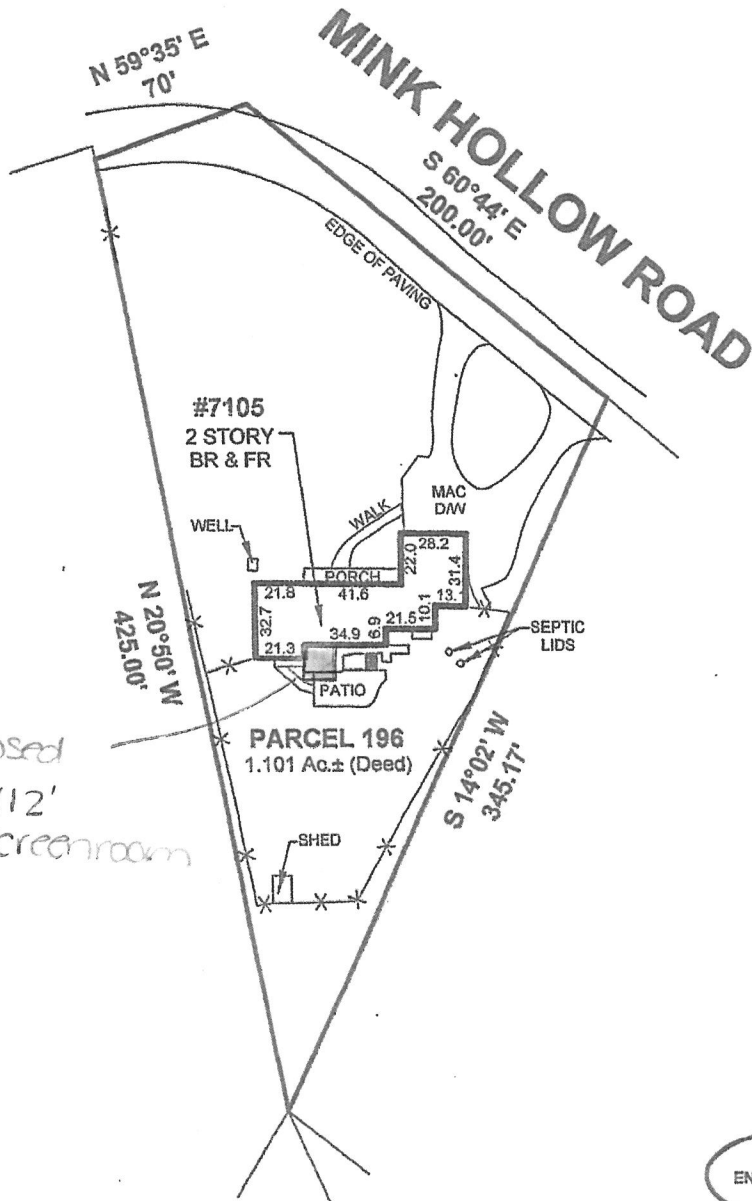 N 59°35' E
70'
MINK HOLLOW ROAD
S 60°44' E
200.00'
EDGE OF PAVING
#7105
2 STORY
BR & FR
MAC
D/W
WALK
WELL
28.2
22.0
31.4
PORCH
21.8
41.6
13.1
10.1
21.5
6.9
32.7
34.9
21.3
SEPTIC
LIDS
N 20°50' W
425.00'
PATIO
PARCEL 196
1.101 Ac.± (Deed)
S 14°02' W
345.17'
12'
SHED
EN